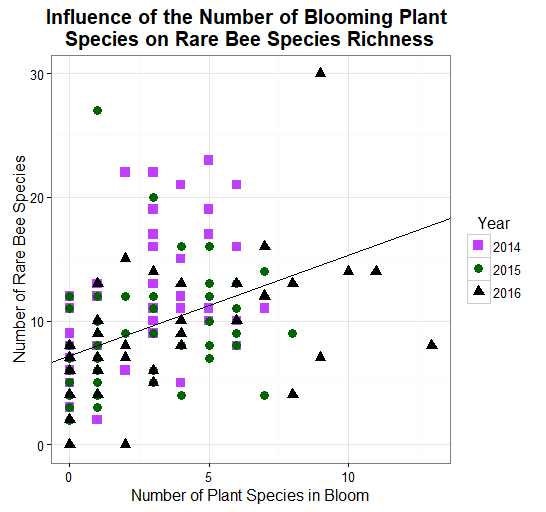 Influence of the Number of Blooming Plant
Species on Rare Bee Species Richness
Number of Rare Bee Species
30
20
10
0
0 5 10
Number of Plant Species in Bloom
Year
2014
2015
2016